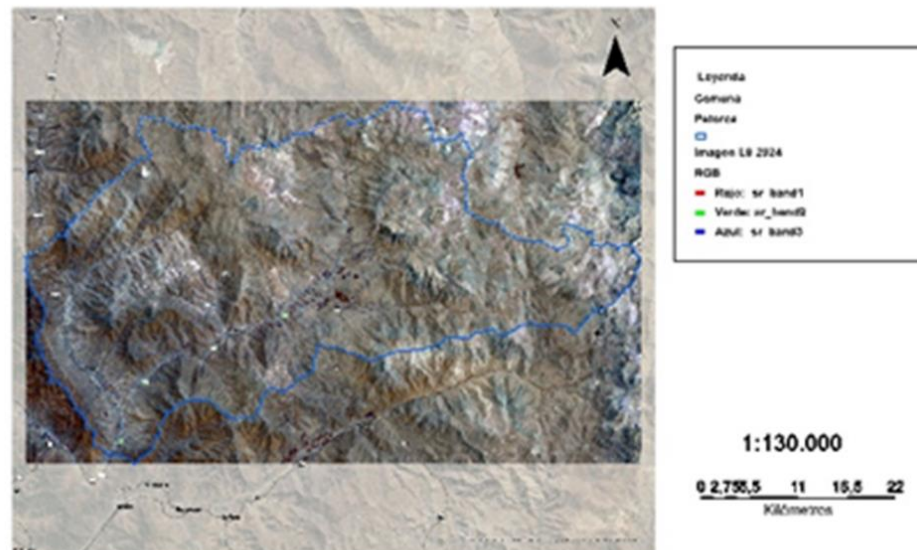 Leyenda
Comuna
Petorca
Imagen L8 2024
RGB
Rojo: sr_band1
Verde: sr_band2
Azul: sr_band3
1:130.000
0 2,755,5 11 16,5 22
Kilómetros